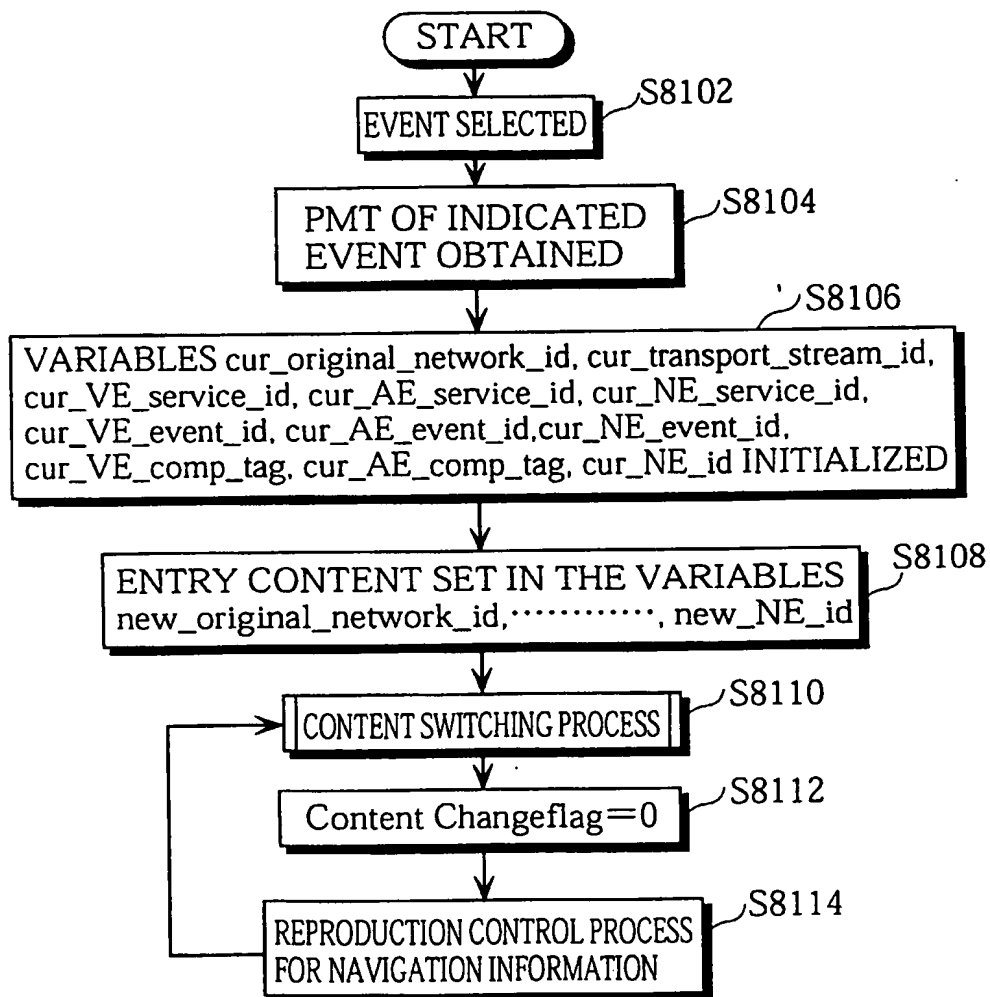 START
S8102
EVENT SELECTED
S8104
PMT OF INDICATED
EVENT OBTAINED
S8106
VARIABLES cur_original_network_id, cur_transport_stream_id,
cur_VE_service_id, cur_AE_service_id, cur_NE_service_id,
cur_VE_event_id, cur_AE_event_id,cur_NE_event_id,
cur_VE_comp_tag, cur_AE_comp_tag, cur_NE_id INITIALIZED
S8108
ENTRY CONTENT SET IN THE VARIABLES
new_original_network_id,············, new_NE_id
S8110
CONTENT SWITCHING PROCESS
S8112
Content Changeflag=0
S8114
REPRODUCTION CONTROL PROCESS
FOR NAVIGATION INFORMATION